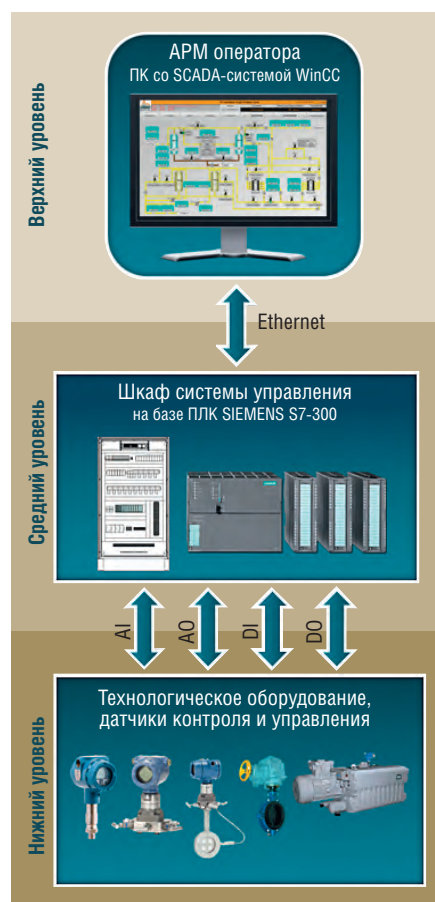 Верхний уровень
АРМ оператора
ПК со SCADA-системой WinCC
Ethernet
Средний уровень
Шкаф системы управления
на базе ПЛК SIEMENS S7-300
AI
AO
DI
DO
Нижний уровень
Технологическое оборудование,
датчики контроля и управления